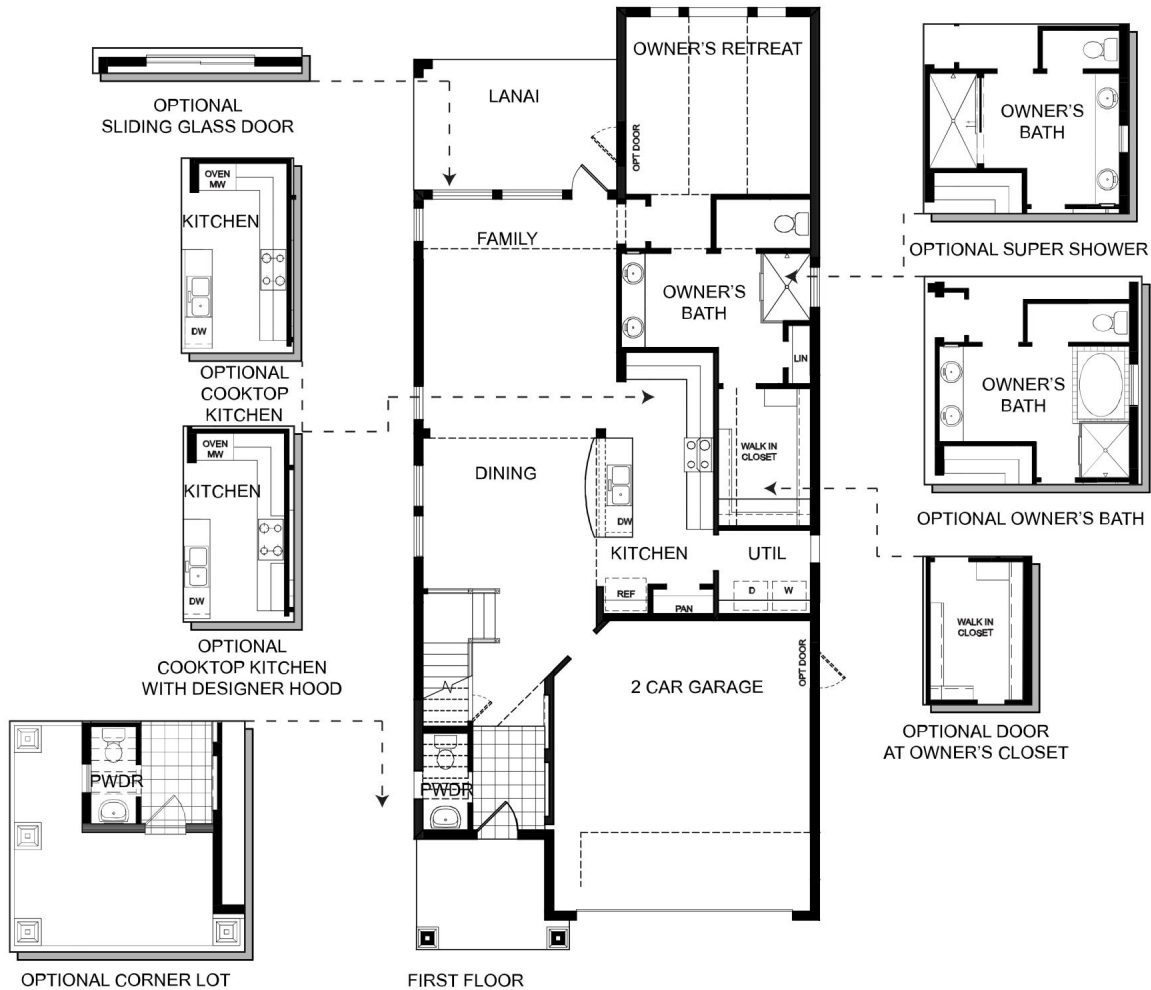 OPTIONAL
SLIDING GLASS DOOR
OVEN
MW
KITCHEN
DW
OPTIONAL
COOKTOP
KITCHEN
OVEN
MW
KITCHEN
DW
OPTIONAL
COOKTOP KITCHEN
WITH DESIGNER HOOD
PWDR
OPTIONAL CORNER LOT
OWNER'S RETREAT
LANAI
OPT DOOR
FAMILY
OWNER'S
BATH
LIN
WALK IN
CLOSET
DINING
DW
KITCHEN
UTIL
REF
PAN
D
W
OPT DOOR
2 CAR GARAGE
PWDR
FIRST FLOOR
OWNER'S
BATH
OPTIONAL SUPER SHOWER
OWNER'S
BATH
OPTIONAL OWNER'S BATH
WALK IN
CLOSET
OPTIONAL DOOR
AT OWNER'S CLOSET